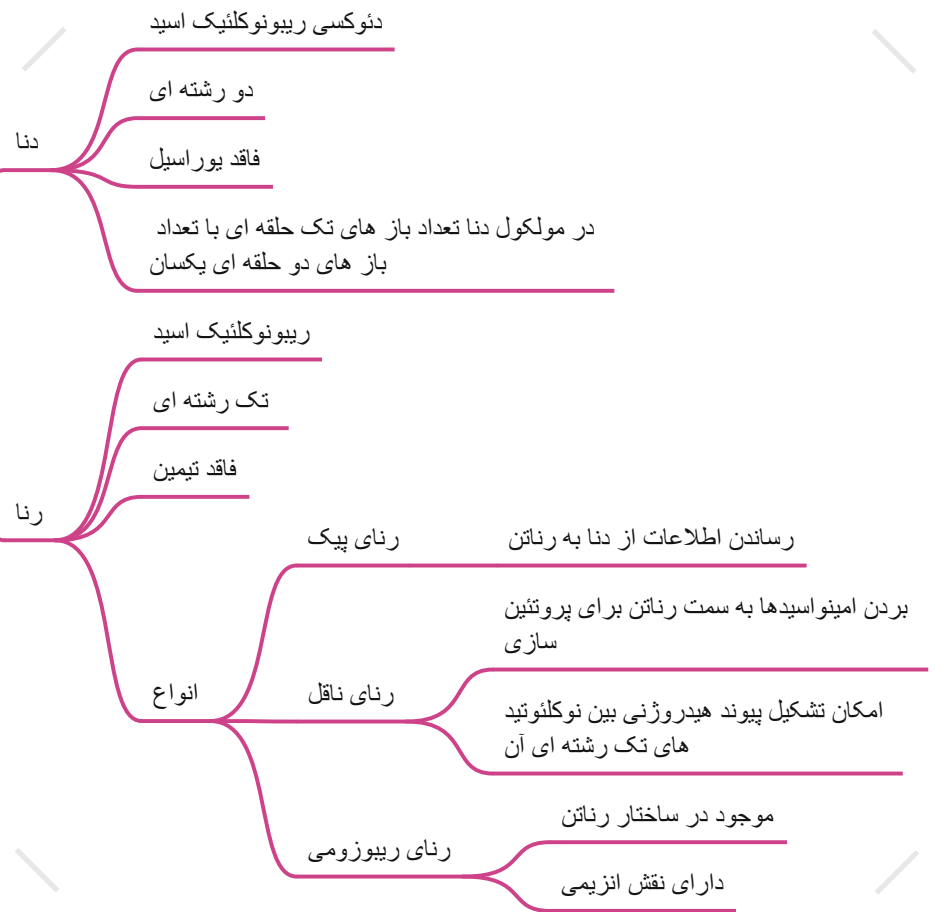 دنا
دئوکسی ریبونوکلئیک اسید
دو رشته ای
فاقد یوراسیل
در مولکول دنا تعداد باز های تک حلقه ای با تعداد
باز های دو حلقه ای یکسان
رنا
ریبونوکلئیک اسید
تک رشته ای
فاقد تیمین
انواع
رنای پیک
رساندن اطلاعات از دنا به رناتن
رنای ناقل
بردن امینواسیدها به سمت رناتن برای پروتئین
سازی
امکان تشکیل پیوند هیدروژنی بین نوکلئوتید
های تک رشته ای آن
رنای ریبوزومی
موجود در ساختار رناتن
دارای نقش انزیمی